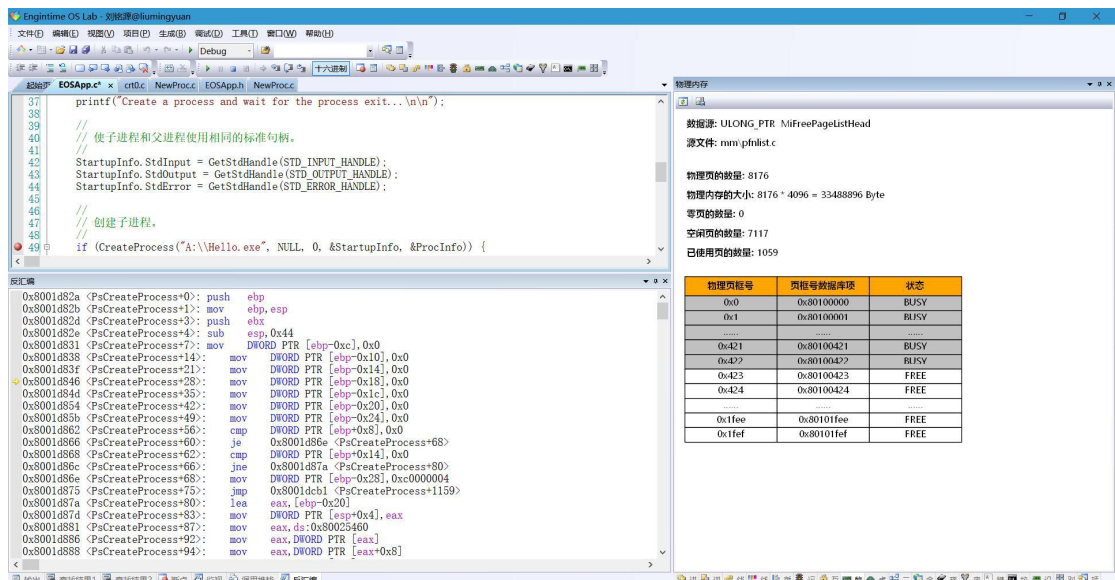 Engintime OS Lab - 刘铭源@liumingyuan
文件(F) 编辑(E) 视图(V) 项目(P) 生成(B) 调试(D) 工具(T) 窗口(W) 帮助(H)
Debug
十六进制
起始页 EOSApp.c* × crt0.c NewProc.c EOSApp.h NewProc.c
37 printf("Create a process and wait for the process exit...\n\n");
38
39 //
40 // 使子进程和父进程使用相同的标准句柄。
41 //
42 StartupInfo.StdInput = GetStdHandle(STD_INPUT_HANDLE);
43 StartupInfo.StdOutput = GetStdHandle(STD_OUTPUT_HANDLE);
44 StartupInfo.StdError = GetStdHandle(STD_ERROR_HANDLE);
45
46 //
47 // 创建子进程。
48 //
49 if (CreateProcess("A:\\Hello.exe", NULL, 0, &StartupInfo, &ProcInfo)) {
反汇编
0x8001d82a <PsCreateProcess+0>: push ebp
0x8001d82b <PsCreateProcess+1>: mov ebp,esp
0x8001d82d <PsCreateProcess+3>: push ebx
0x8001d82e <PsCreateProcess+4>: sub esp,0x44
0x8001d831 <PsCreateProcess+7>: mov DWORD PTR [ebp-0xc],0x0
0x8001d838 <PsCreateProcess+14>: mov DWORD PTR [ebp-0x10],0x0
0x8001d83f <PsCreateProcess+21>: mov DWORD PTR [ebp-0x14],0x0
0x8001d846 <PsCreateProcess+28>: mov DWORD PTR [ebp-0x18],0x0
0x8001d84d <PsCreateProcess+35>: mov DWORD PTR [ebp-0x1c],0x0
0x8001d854 <PsCreateProcess+42>: mov DWORD PTR [ebp-0x20],0x0
0x8001d85b <PsCreateProcess+49>: mov DWORD PTR [ebp-0x24],0x0
0x8001d862 <PsCreateProcess+56>: cmp DWORD PTR [ebp+0x8],0x0
0x8001d866 <PsCreateProcess+60>: je 0x8001d86e <PsCreateProcess+68>
0x8001d868 <PsCreateProcess+62>: cmp DWORD PTR [ebp+0x14],0x0
0x8001d86c <PsCreateProcess+66>: jne 0x8001d87a <PsCreateProcess+80>
0x8001d86e <PsCreateProcess+68>: mov DWORD PTR [ebp-0x28],0xc0000004
0x8001d875 <PsCreateProcess+75>: jmp 0x8001dcb1 <PsCreateProcess+1159>
0x8001d87a <PsCreateProcess+80>: lea eax,[ebp-0x20]
0x8001d87d <PsCreateProcess+83>: mov DWORD PTR [esp+0x4],eax
0x8001d881 <PsCreateProcess+87>: mov eax,ds:0x80025460
0x8001d886 <PsCreateProcess+92>: mov eax,DWORD PTR [eax]
0x8001d888 <PsCreateProcess+94>: mov eax,DWORD PTR [eax+0x8]
物理内存
数据源: ULONG_PTR MiFreePageListHead
源文件: mm\pfnlist.c
物理页的数量: 8176
物理内存的大小: 8176 * 4096 = 33488896 Byte
零页的数量: 0
空闲页的数量: 7117
已使用页的数量: 1059
物理页框号 页框号数据库项 状态
0x0 0x80100000 BUSY
0x1 0x80100001 BUSY
...... ...... ......
0x421 0x80100421 BUSY
0x422 0x80100422 BUSY
0x423 0x80100423 FREE
0x424 0x80100424 FREE
...... ...... ......
0x1fee 0x80101fee FREE
0x1fef 0x80101fef FREE